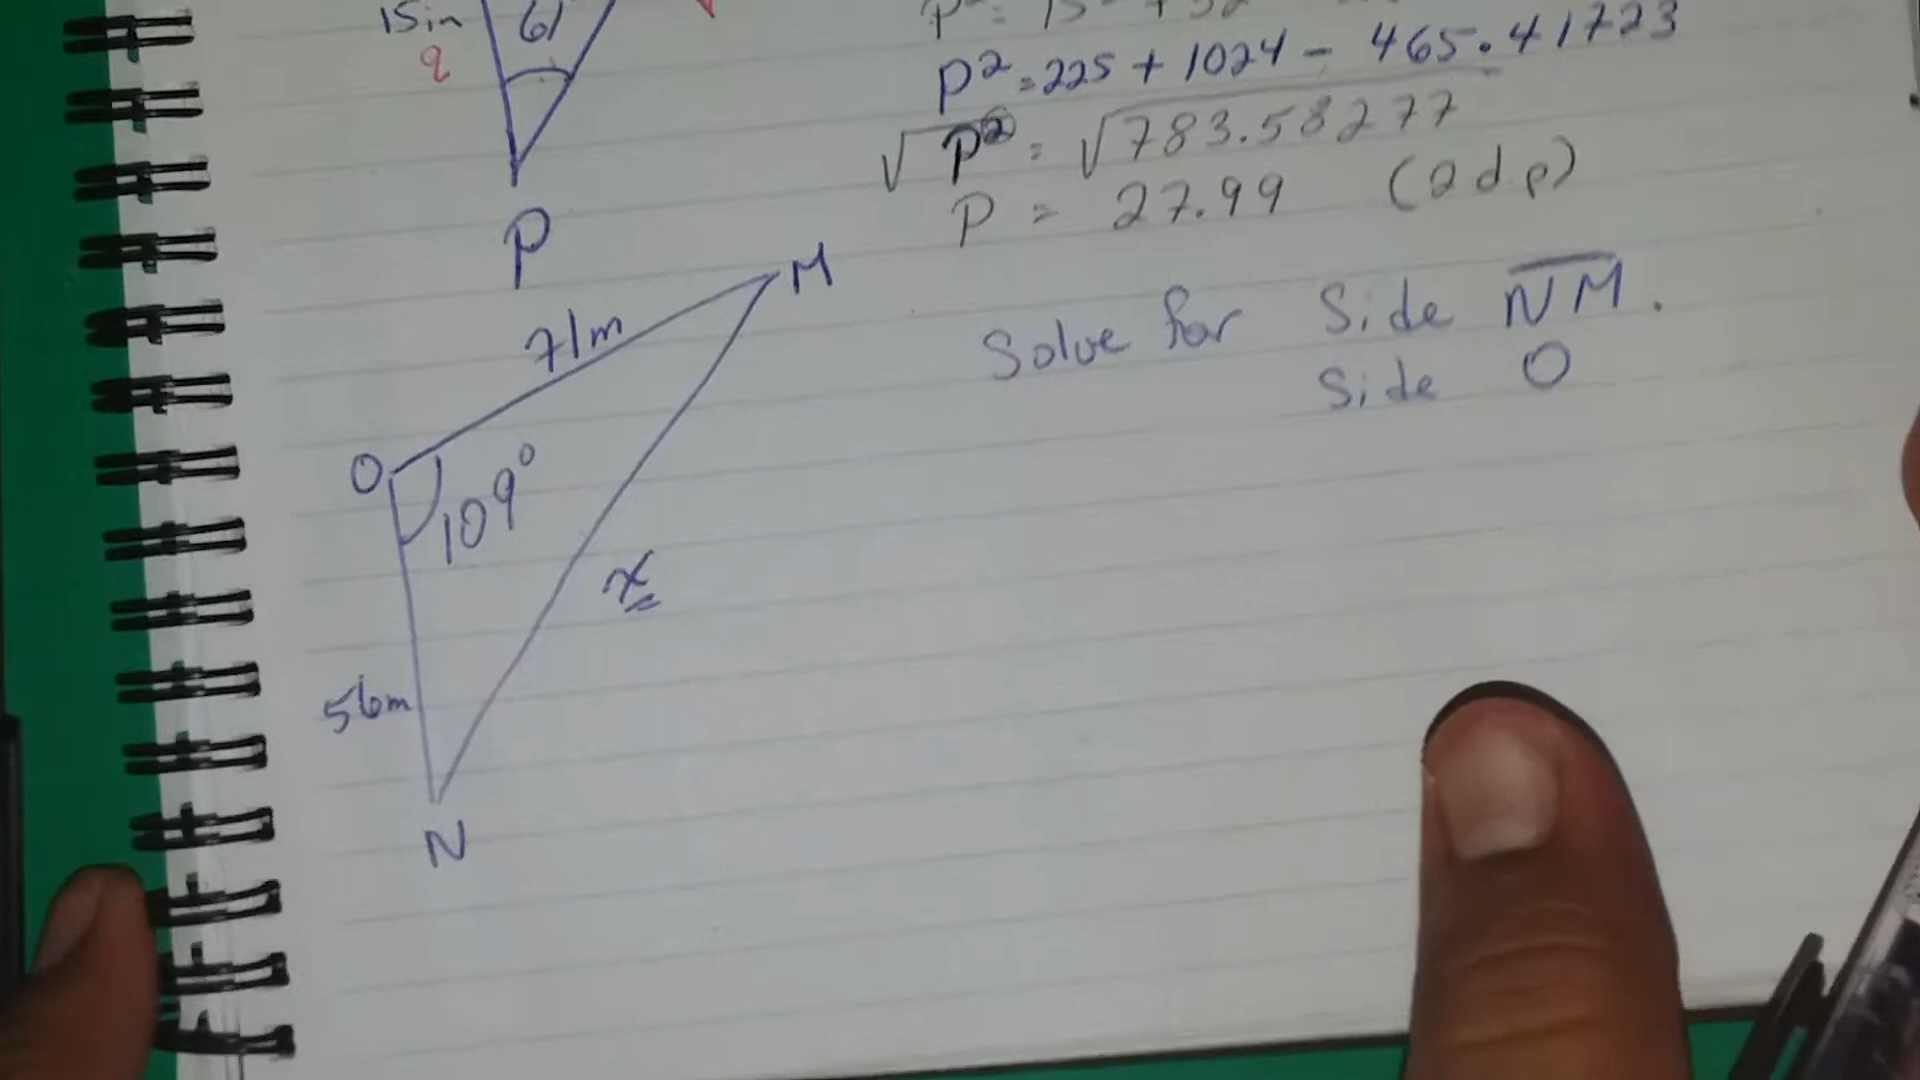 15in 61
q
P² = 225 + 1024 - 465.41723
√P² = √783.58277
P = 27.99 (2 d.p)
P
M
71m
Solve for Side NM.
Side O
O
109°
x
56m
N